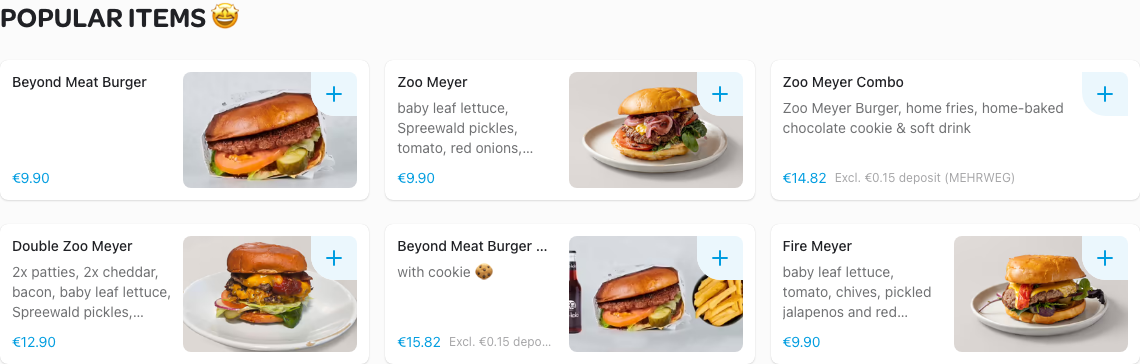 POPULAR ITEMS 🤩
Beyond Meat Burger
€9.90
Zoo Meyer
baby leaf lettuce,
Spreewald pickles,
tomato, red onions,...
€9.90
Zoo Meyer Combo
Zoo Meyer Burger, home fries, home-baked
chocolate cookie & soft drink
€14.82 Excl. €0.15 deposit (MEHRWEG)
Double Zoo Meyer
2x patties, 2x cheddar,
bacon, baby leaf lettuce,
Spreewald pickles,...
€12.90
Beyond Meat Burger ...
with cookie 🍪
€15.82 Excl. €0.15 depo...
Fire Meyer
baby leaf lettuce,
tomato, chives, pickled
jalapenos and red...
€9.90